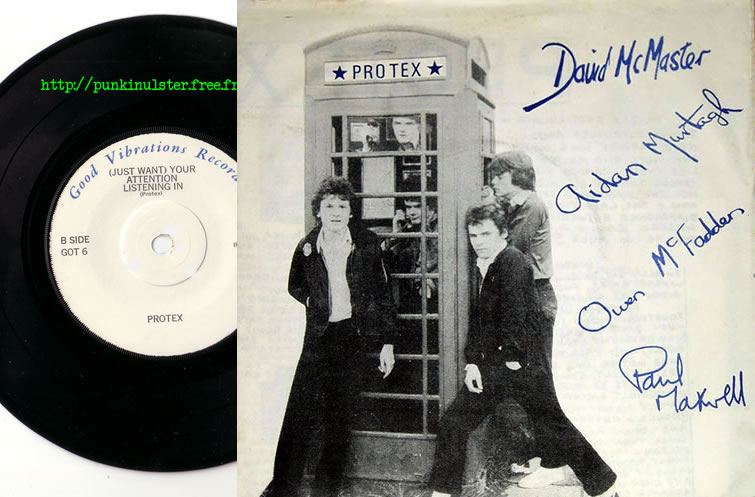 http://punkinulster.free.fr
Good Vibrations Record
(JUST WANT) YOUR
ATTENTION
LISTENING IN
(Protex)
B SIDE
GOT 6
PROTEX
★ PROTEX ★
David McMaster
Aidan Murtagh
Owen McFadders
Paul
Maxwell